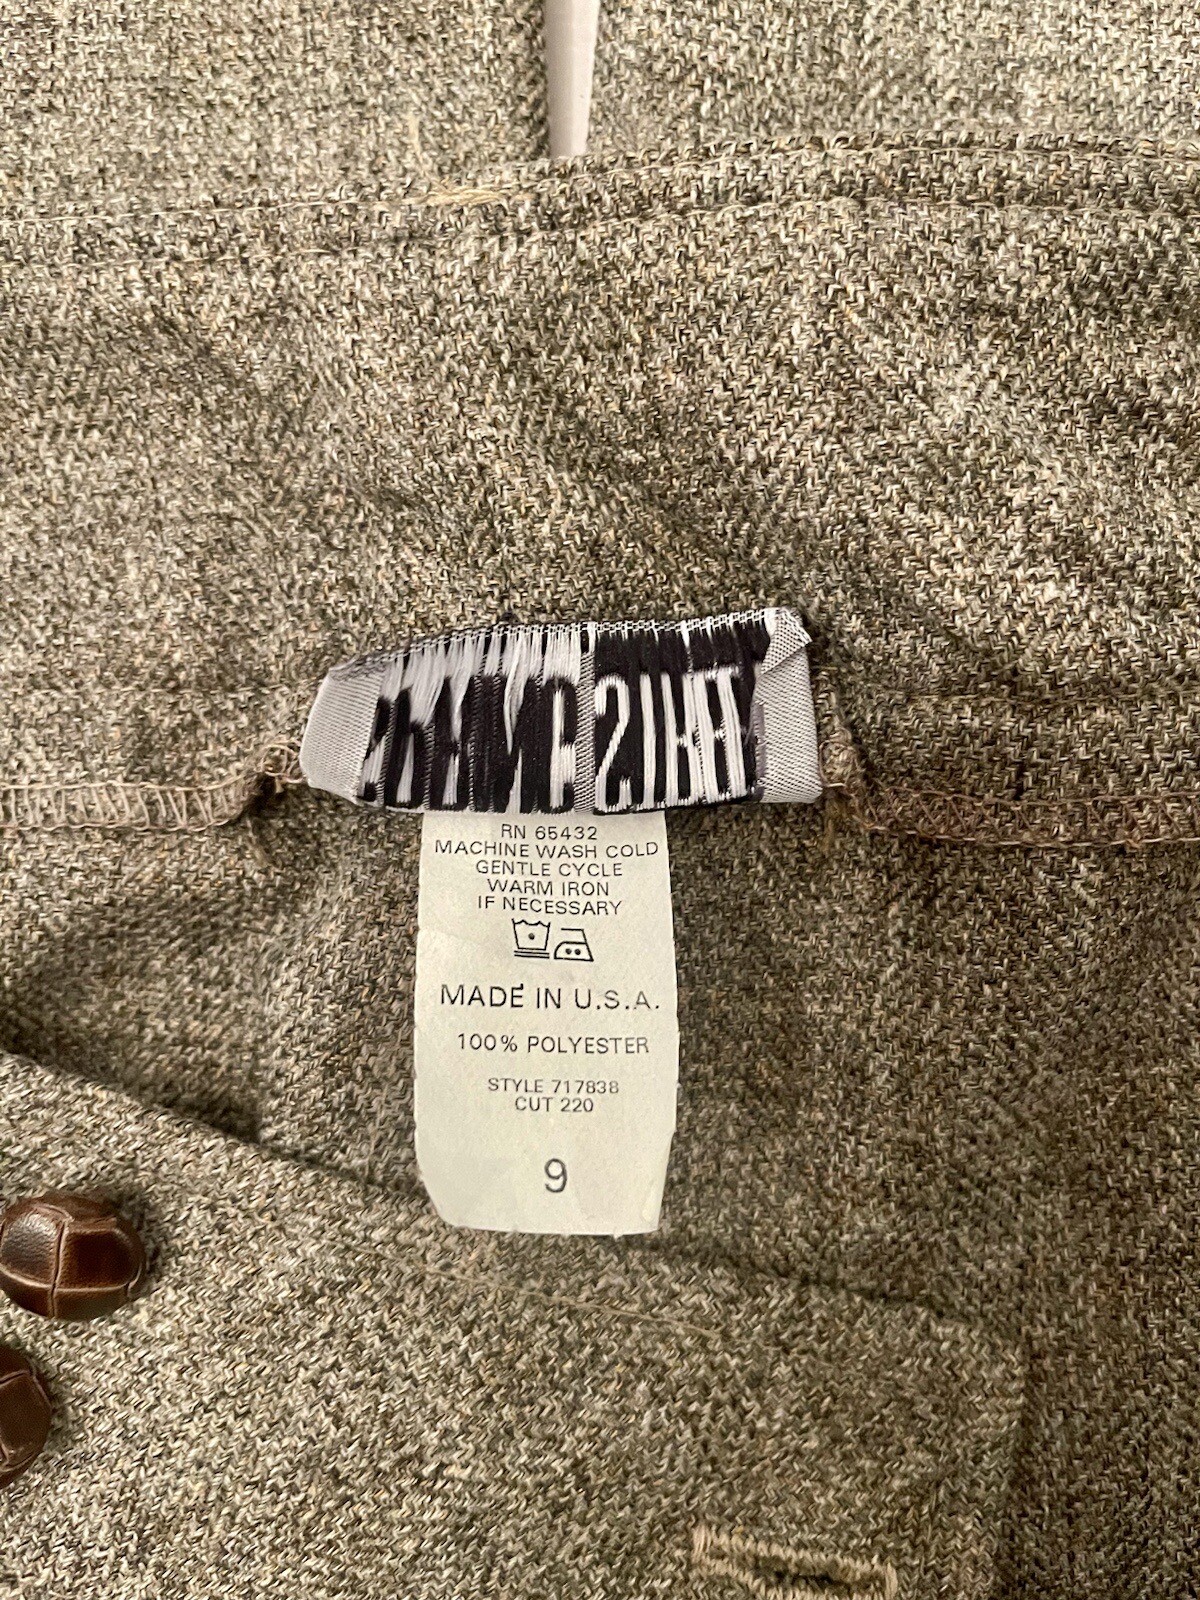 RN 65432
MACHINE WASH COLD
GENTLE CYCLE
WARM IRON
IF NECESSARY
MADE IN U.S.A.
100% POLYESTER
STYLE 717838
CUT 220
9